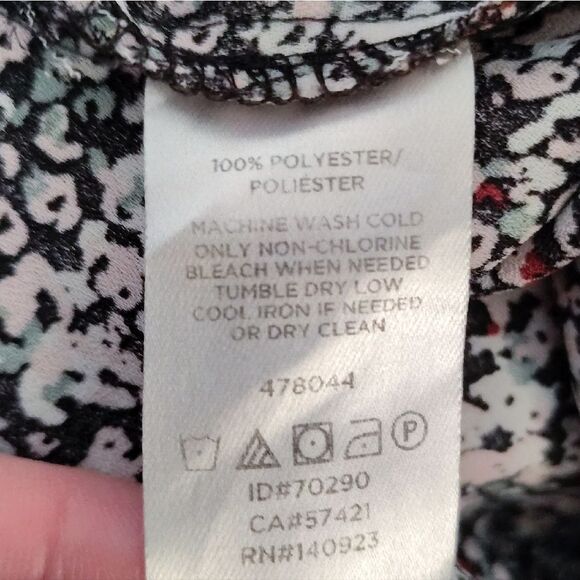 100% POLYESTER/
POLIÉSTER
MACHINE WASH COLD
ONLY NON-CHLORINE
BLEACH WHEN NEEDED
TUMBLE DRY LOW
COOL IRON IF NEEDED
OR DRY CLEAN
478044
P
ID#70290
CA#57421
RN#140923